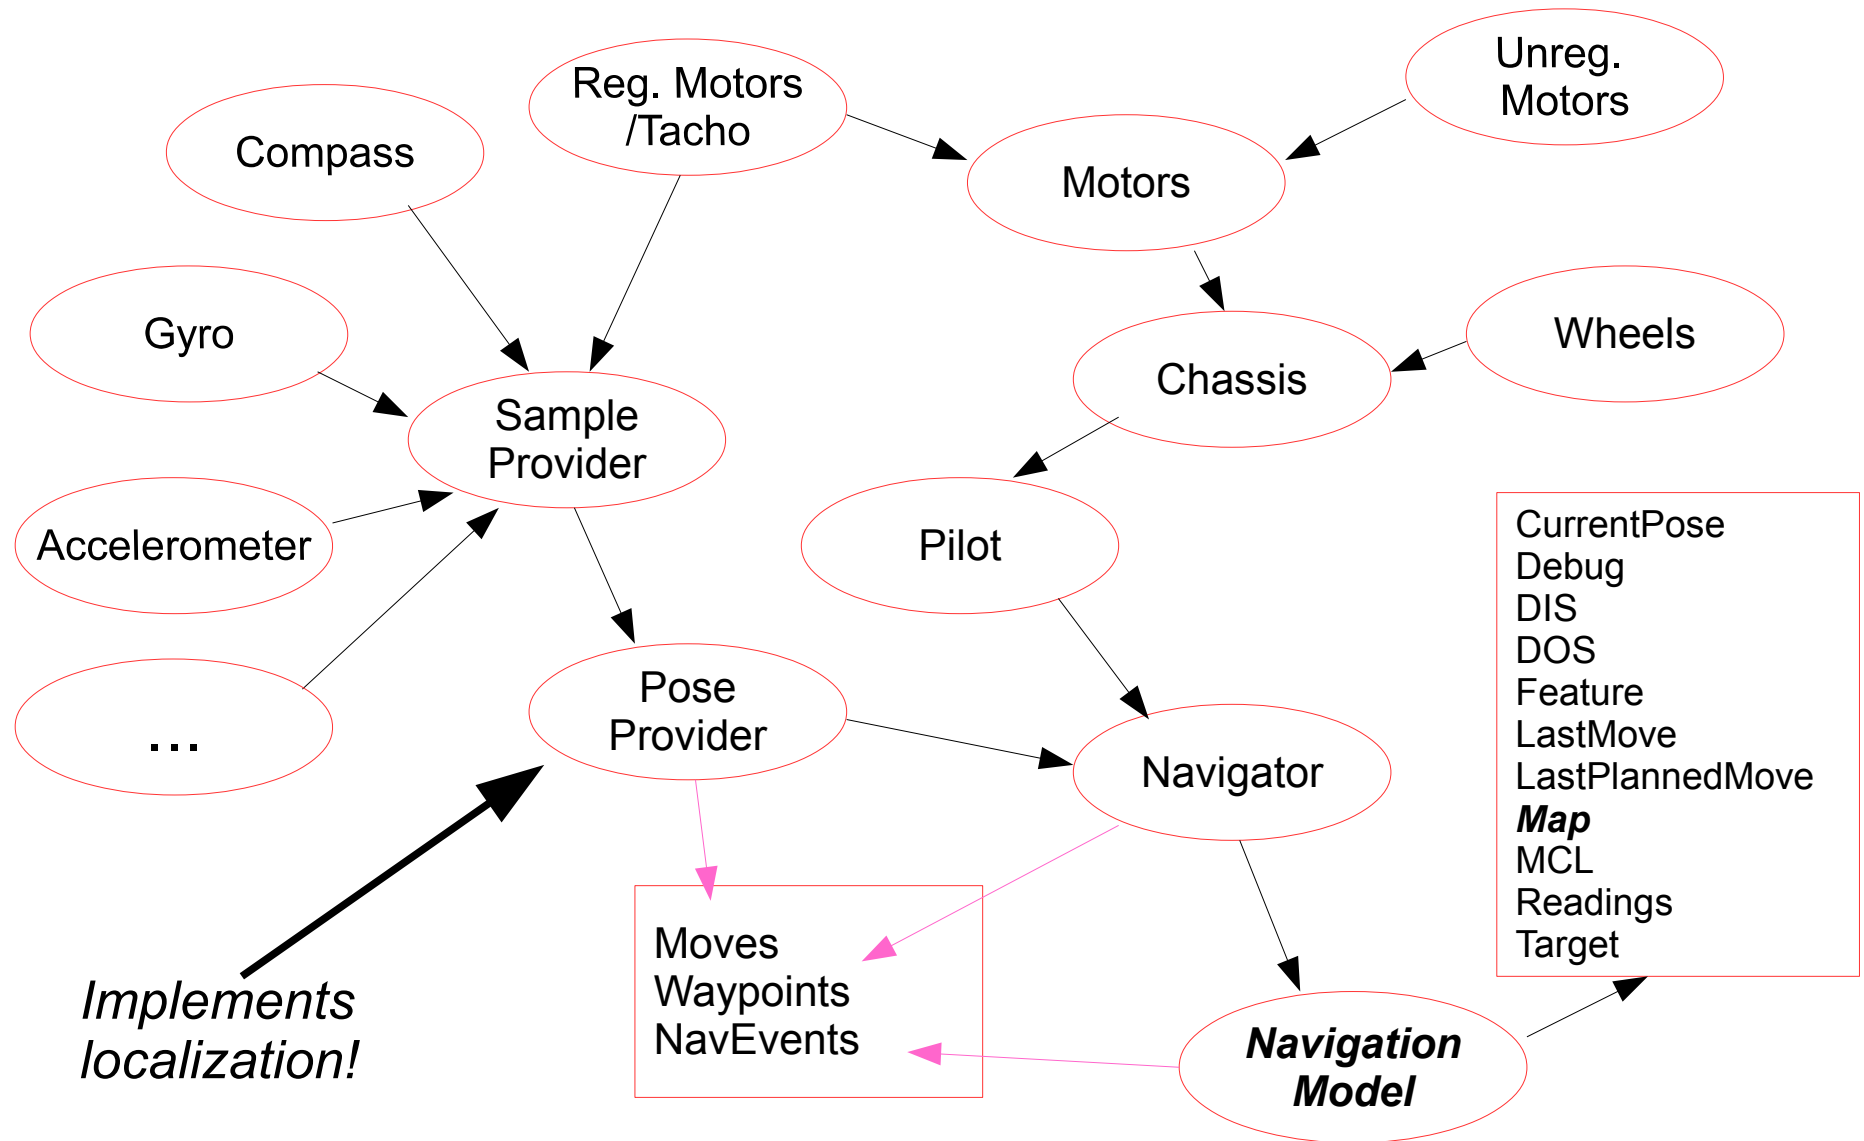 Reg. Motors
/Tacho
Unreg.
Motors
Compass
Motors
Gyro
Wheels
Chassis
Sample
Provider
Accelerometer
Pilot
CurrentPose
Debug
DIS
DOS
Feature
LastMove
LastPlannedMove
Map
MCL
Readings
Target
...
Pose
Provider
Navigator
Implements
localization!
Moves
Waypoints
NavEvents
Navigation
Model